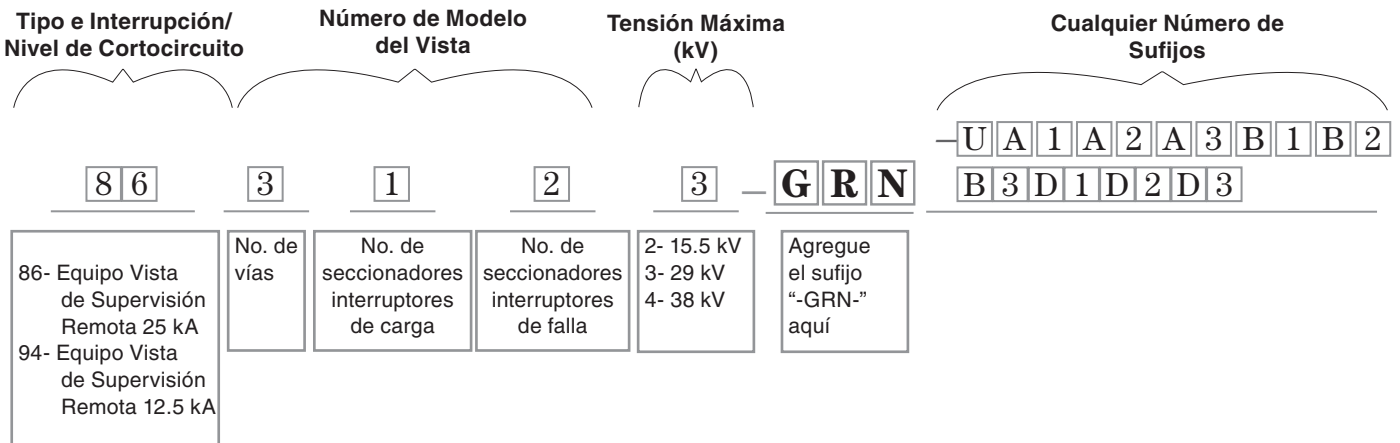 Tipo e Interrupción/
Nivel de Cortocircuito
Número de Modelo
del Vista
Tensión Máxima
(kV)
Cualquier Número de
Sufijos
86 3 1 2 3 – GRN –UA1A2A3B1B2
B3D1D2D3
86- Equipo Vista
de Supervisión
Remota 25 kA
94- Equipo Vista
de Supervisión
Remota 12.5 kA
No. de
vías
No. de
seccionadores
interruptores
de carga
No. de
seccionadores
interruptores
de falla
2- 15.5 kV
3- 29 kV
4- 38 kV
Agregue
el sufijo
“-GRN-”
aquí